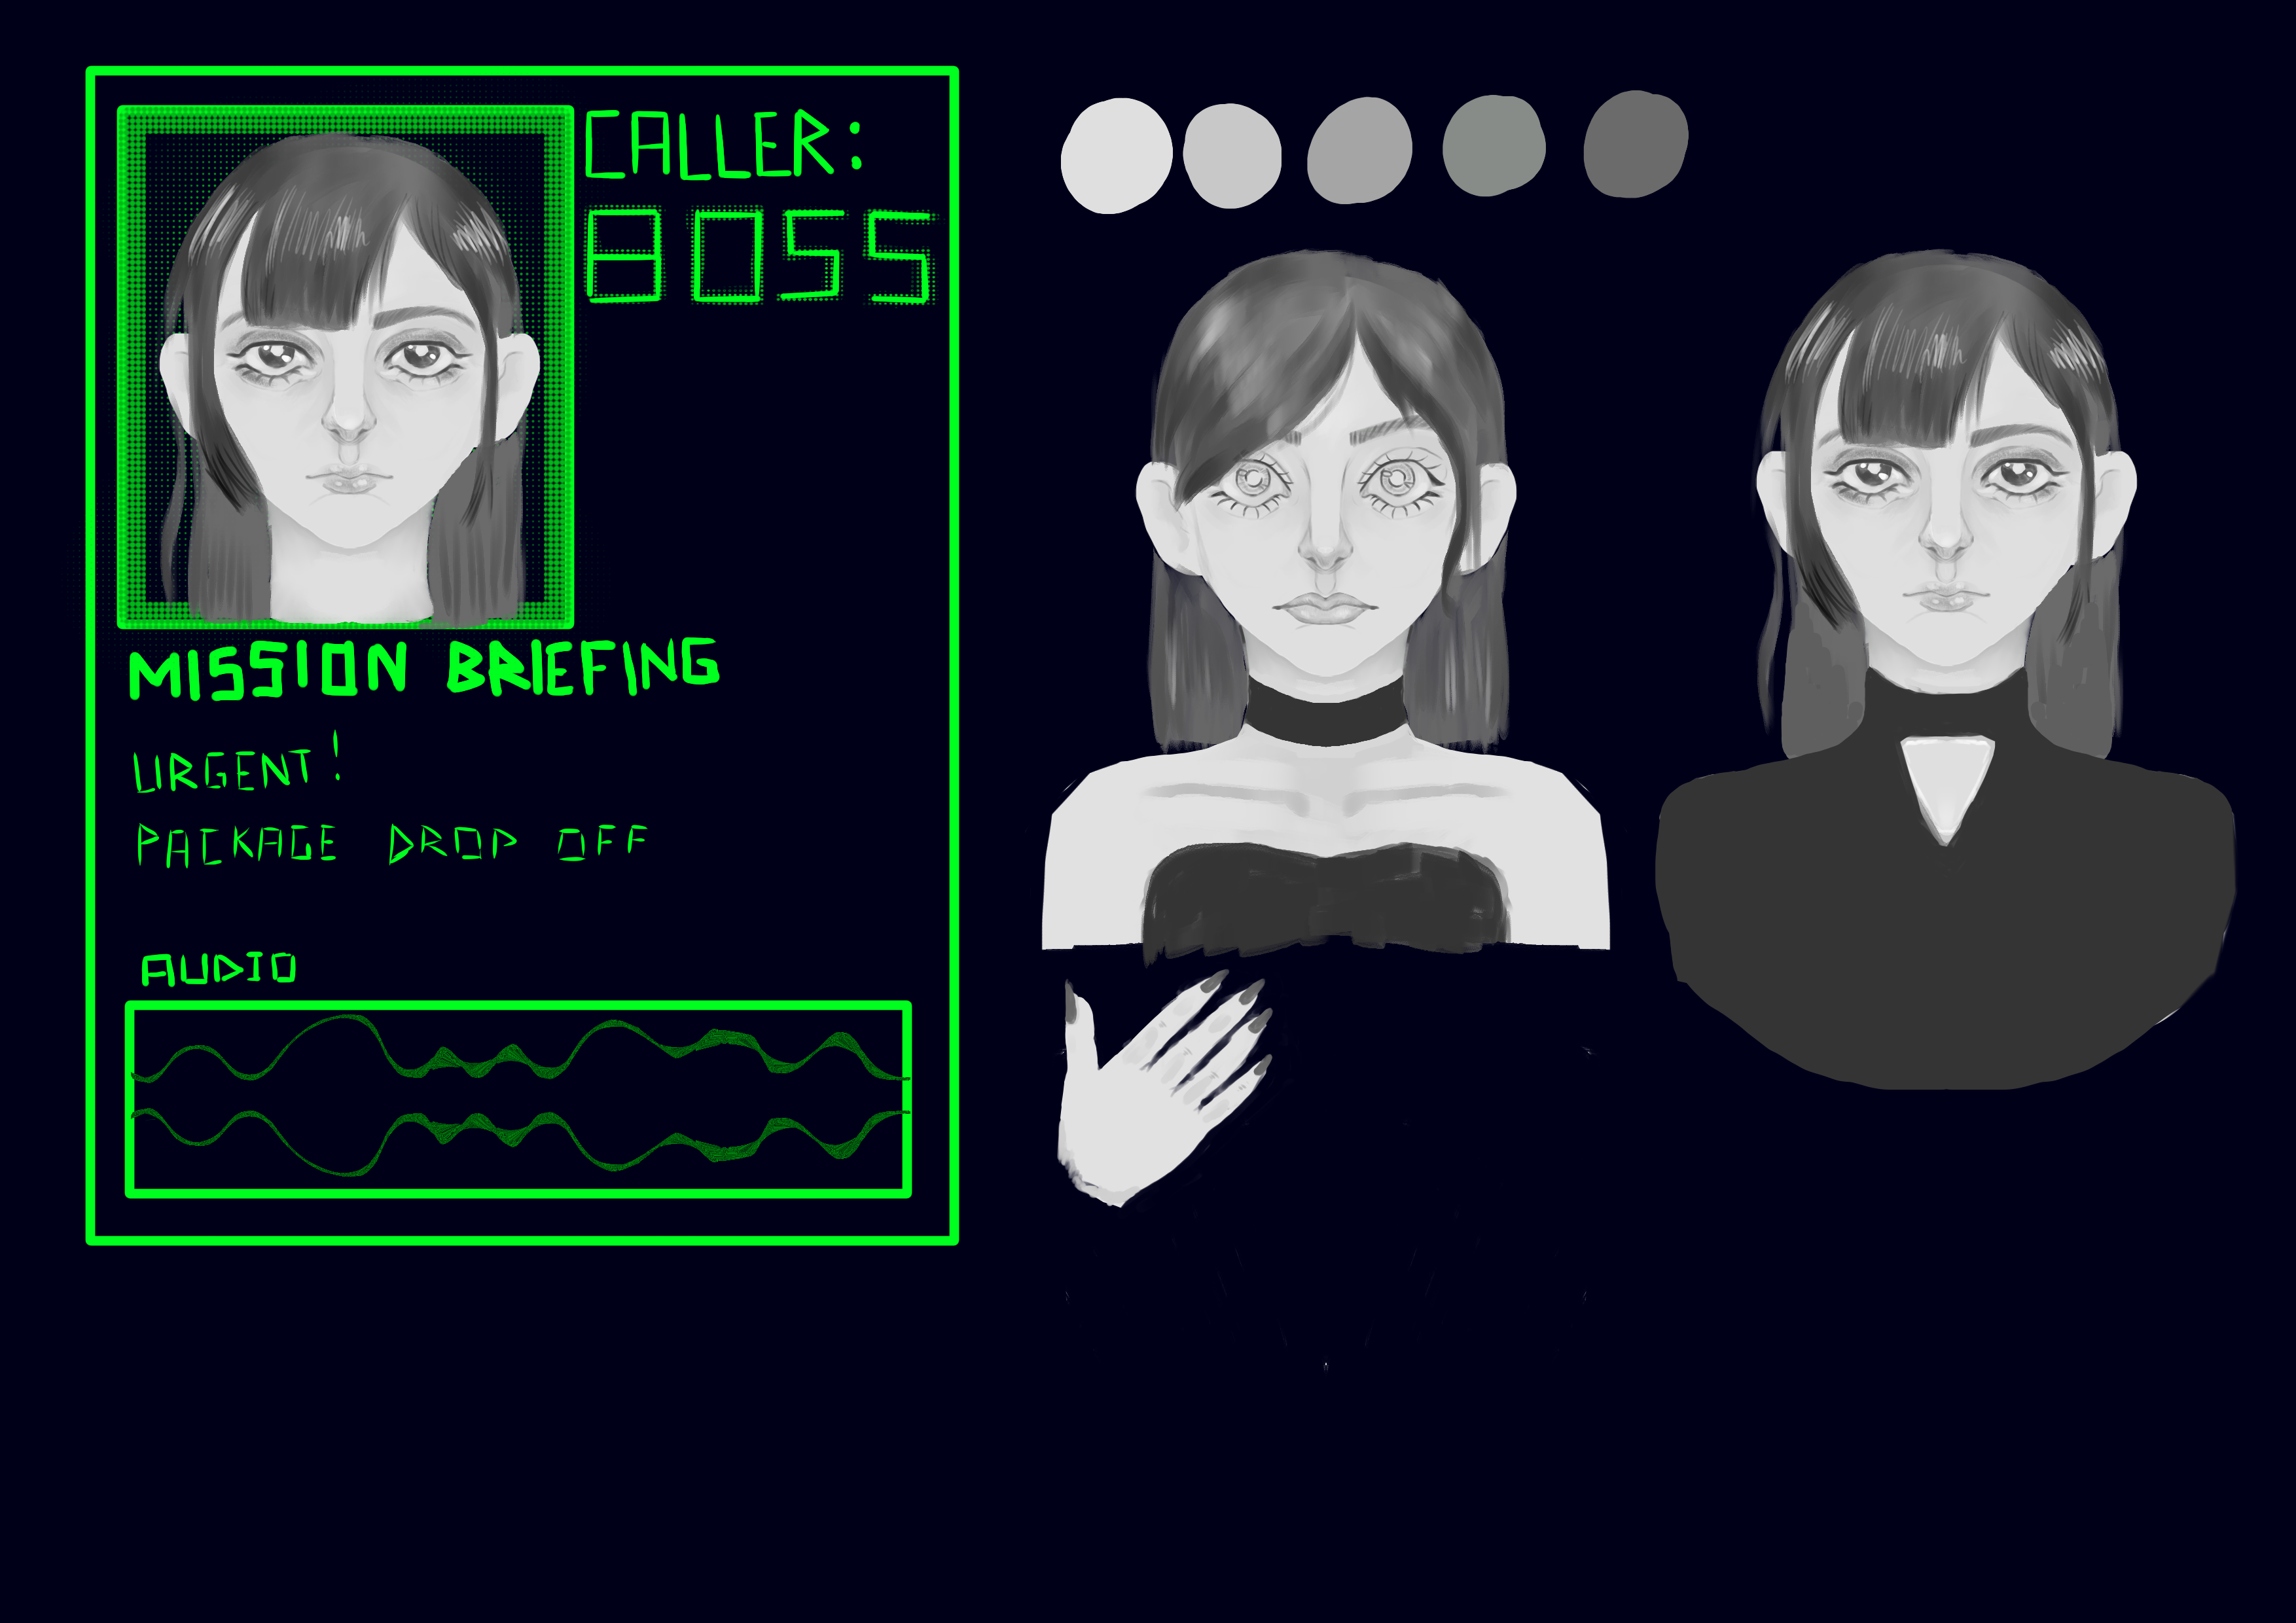 CALLER:
BOSS
MISSION BRIEFING
URGENT!
PACKAGE DROP OFF
AUDIO